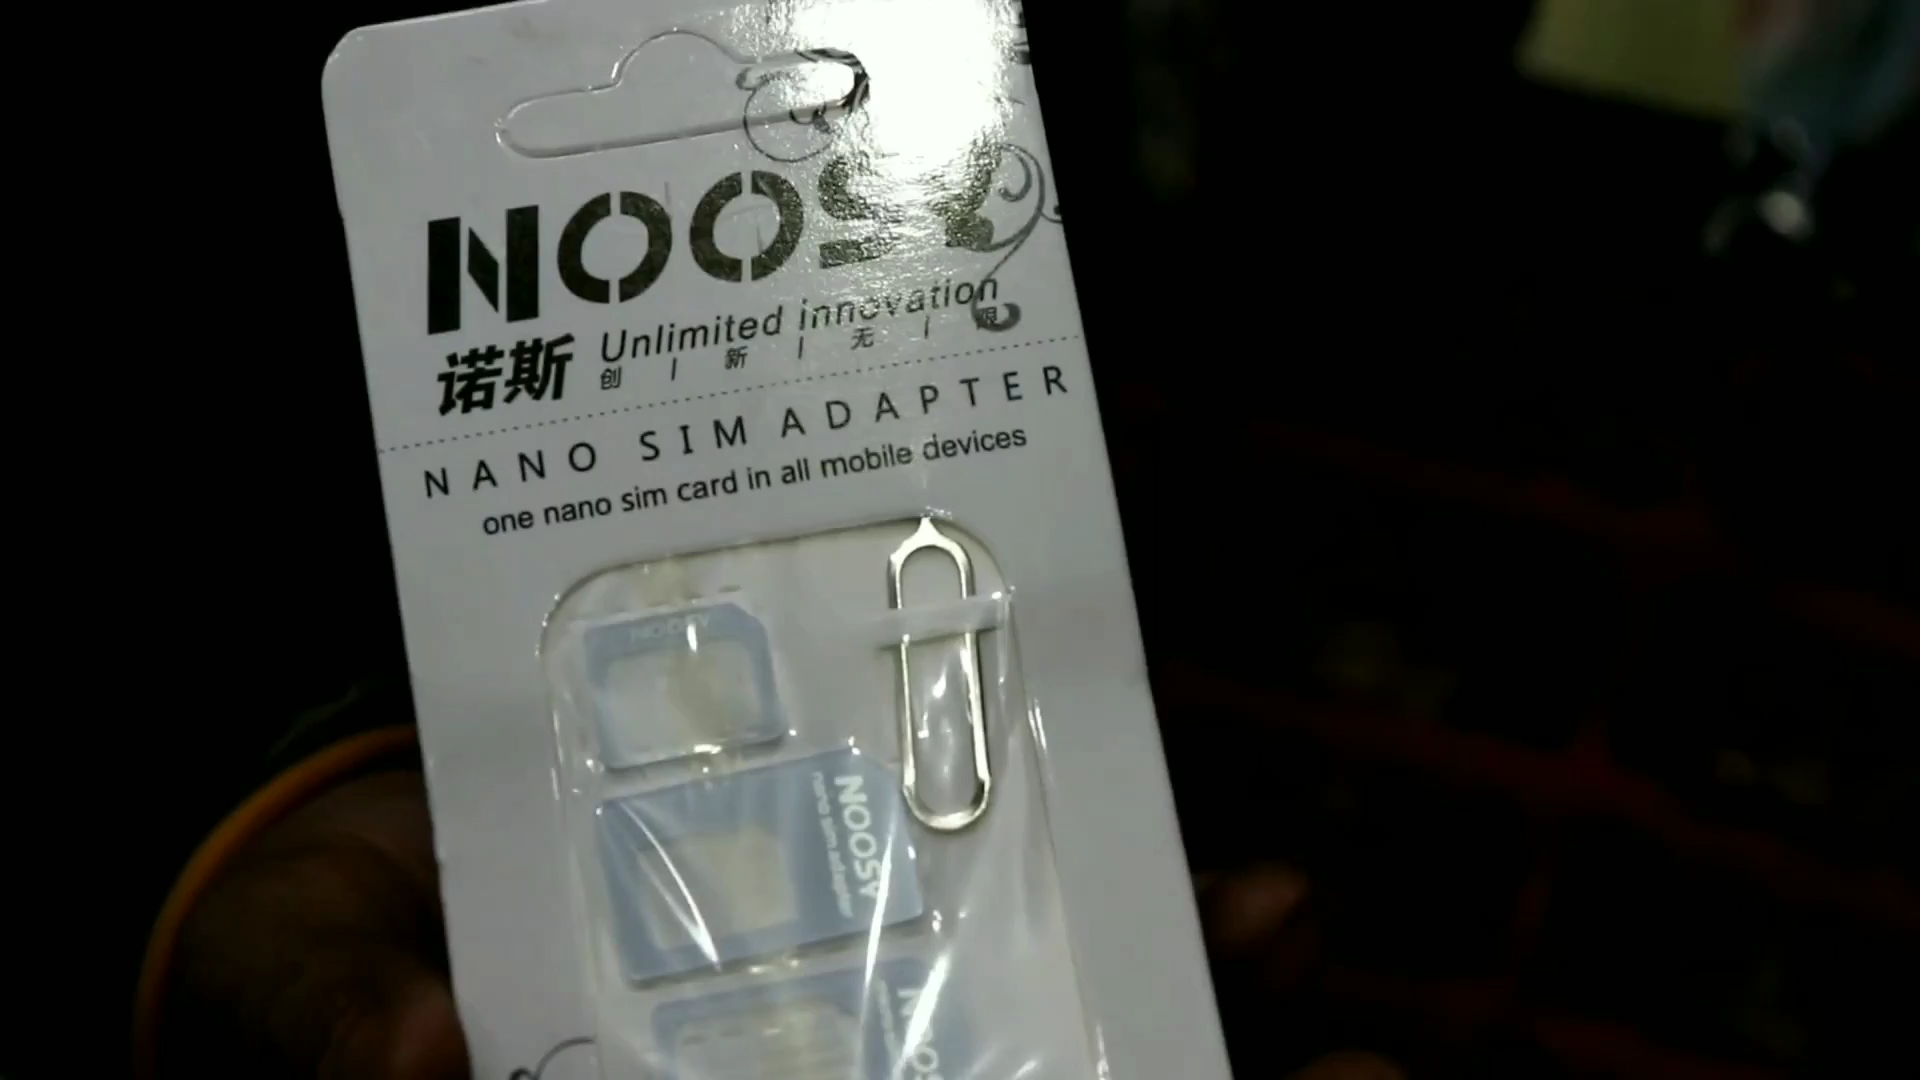 NOOSY
诺斯
Unlimited innovation
创 | 新 | 无 | 限
NANO SIM ADAPTER
one nano sim card in all mobile devices
NOOSY
NOOSY
nano sim adapter
NOOS